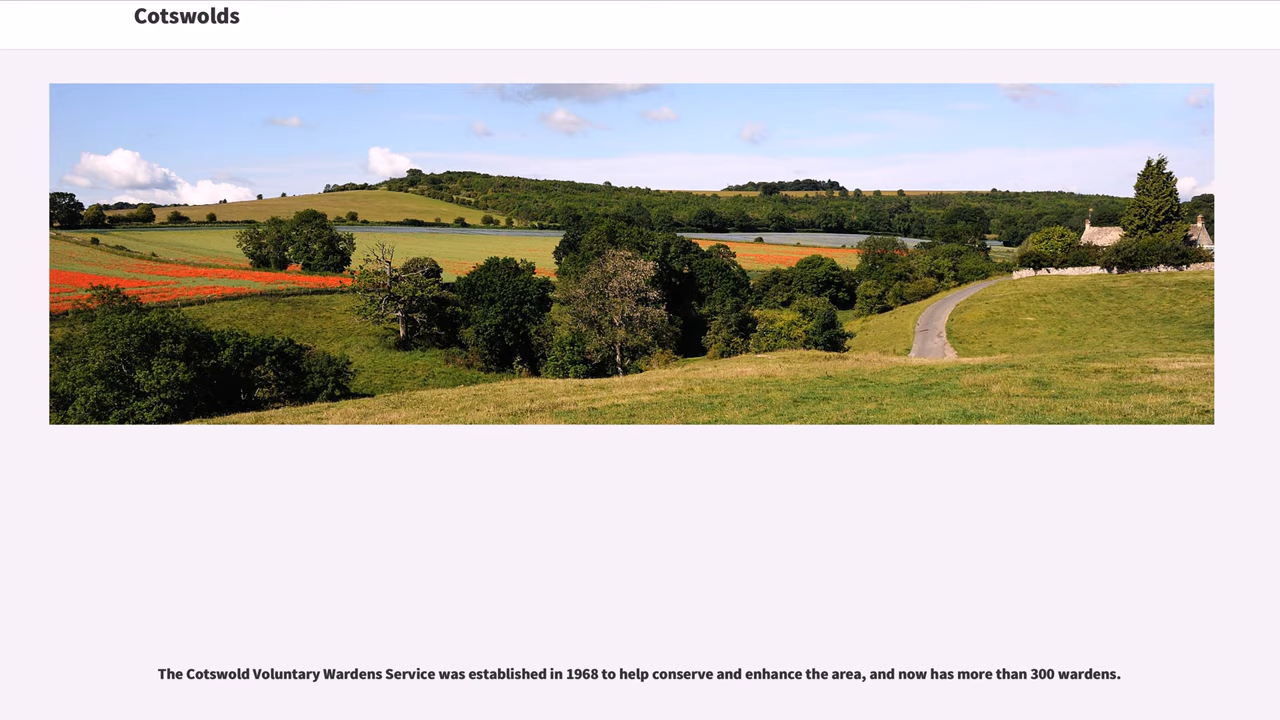 Cotswolds
The Cotswold Voluntary Wardens Service was established in 1968 to help conserve and enhance the area, and now has more than 300 wardens.